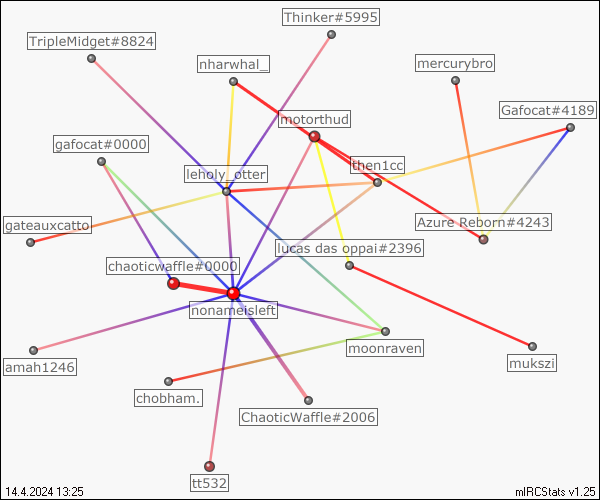 Thinker#5995
TripleMidget#8824
nharwhal_
mercurybro
Gafocat#4189
motorthud
gafocat#0000
then1cc
leholy_otter
gateauxcatto
Azure Reborn#4243
lucas das oppai#2396
chaoticwaffle#0000
nonameisleft
moonraven
mukszi
amah1246
chobham.
ChaoticWaffle#2006
tt532
14.4.2024 13:25
mIRCStats v1.25